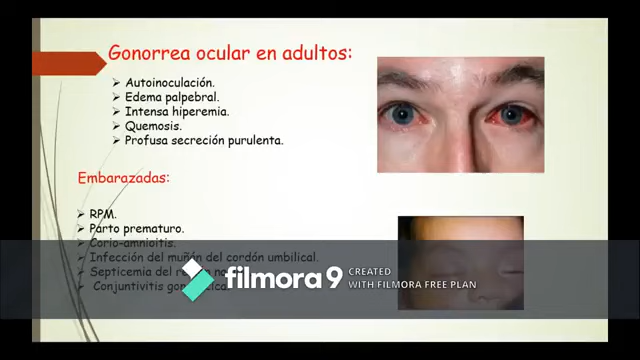 Gonorrea ocular en adultos:
Autoinoculación.
Edema palpebral.
Intensa hiperemia.
Quemosis.
Profusa secreción purulenta.
Embarazadas:
RPM.
Parto prematuro.
Corio-amnioitis.
Infección del muñón del cordón umbilical.
Septicemia del
Conjuntivitis
filmora9
CREATED
WITH FILMORA FREE PLAN